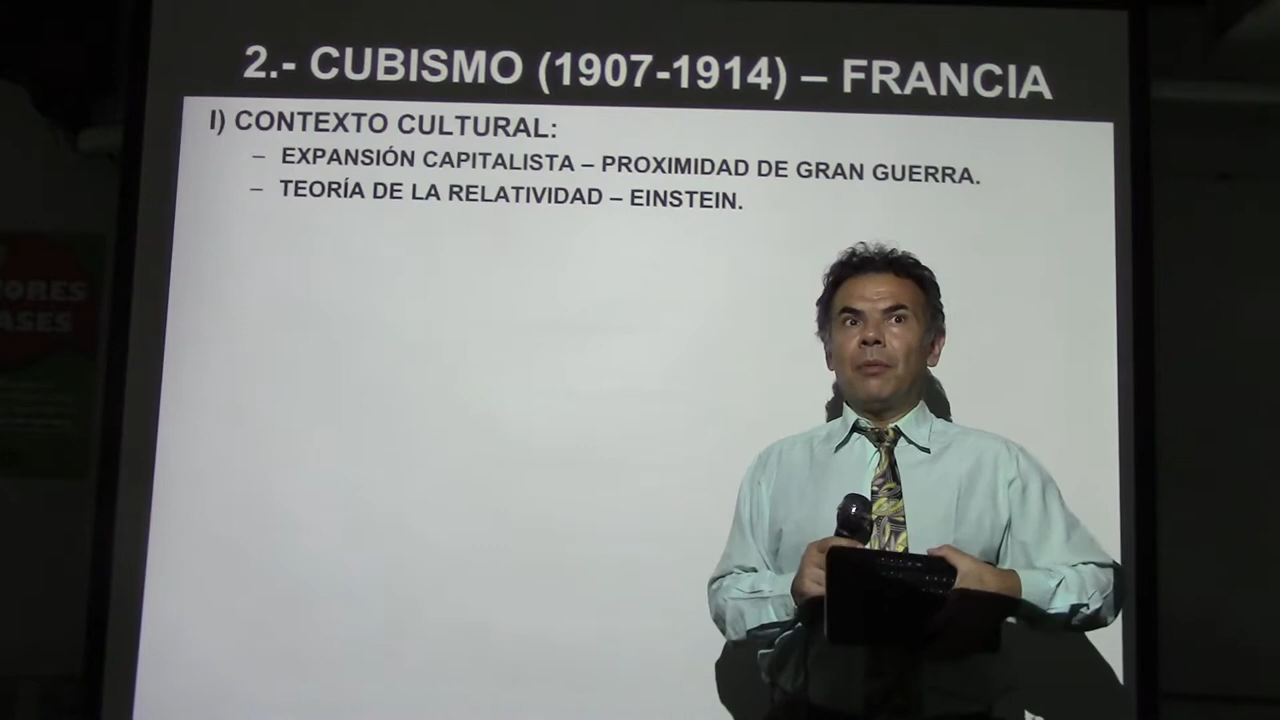 2.- CUBISMO (1907-1914) – FRANCIA
I) CONTEXTO CULTURAL:
– EXPANSIÓN CAPITALISTA – PROXIMIDAD DE GRAN GUERRA.
– TEORÍA DE LA RELATIVIDAD – EINSTEIN.